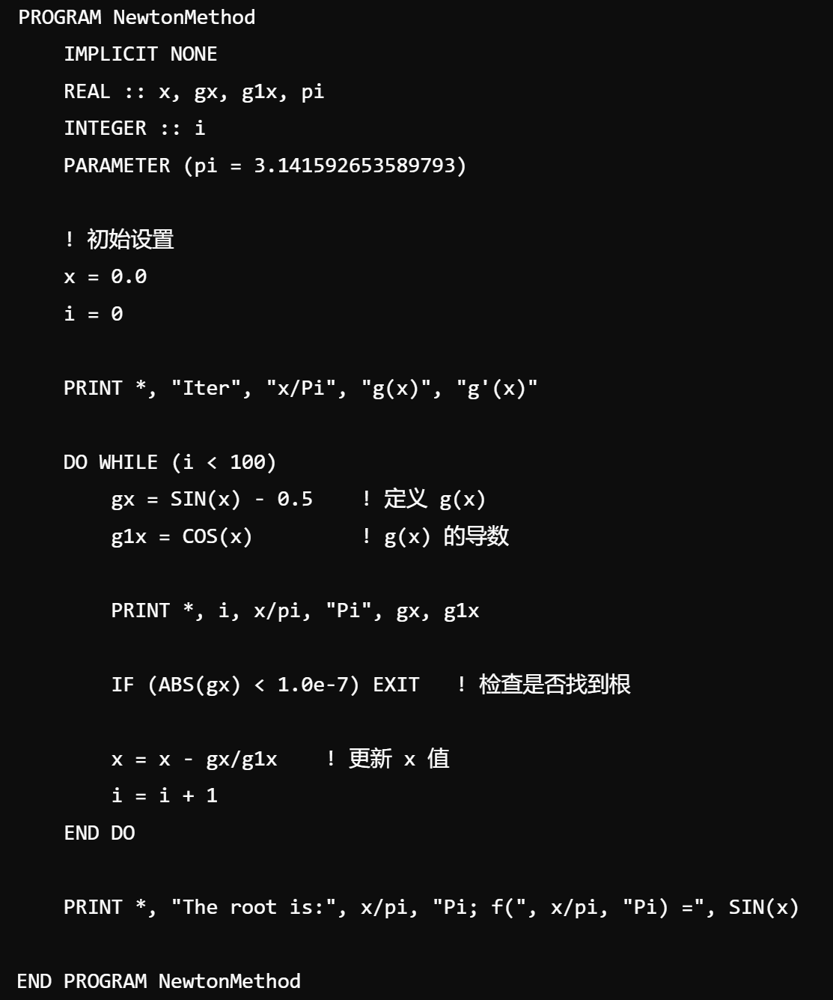 PROGRAM NewtonMethod
    IMPLICIT NONE
    REAL :: x, gx, g1x, pi
    INTEGER :: i
    PARAMETER (pi = 3.141592653589793)

    ! 初始设置
    x = 0.0
    i = 0

    PRINT *, "Iter", "x/Pi", "g(x)", "g'(x)"

    DO WHILE (i < 100)
        gx = SIN(x) - 0.5    ! 定义 g(x)
        g1x = COS(x)         ! g(x) 的导数

        PRINT *, i, x/pi, "Pi", gx, g1x

        IF (ABS(gx) < 1.0e-7) EXIT   ! 检查是否找到根

        x = x - gx/g1x    ! 更新 x 值
        i = i + 1
    END DO

    PRINT *, "The root is:", x/pi, "Pi; f(", x/pi, "Pi) =", SIN(x)

END PROGRAM NewtonMethod